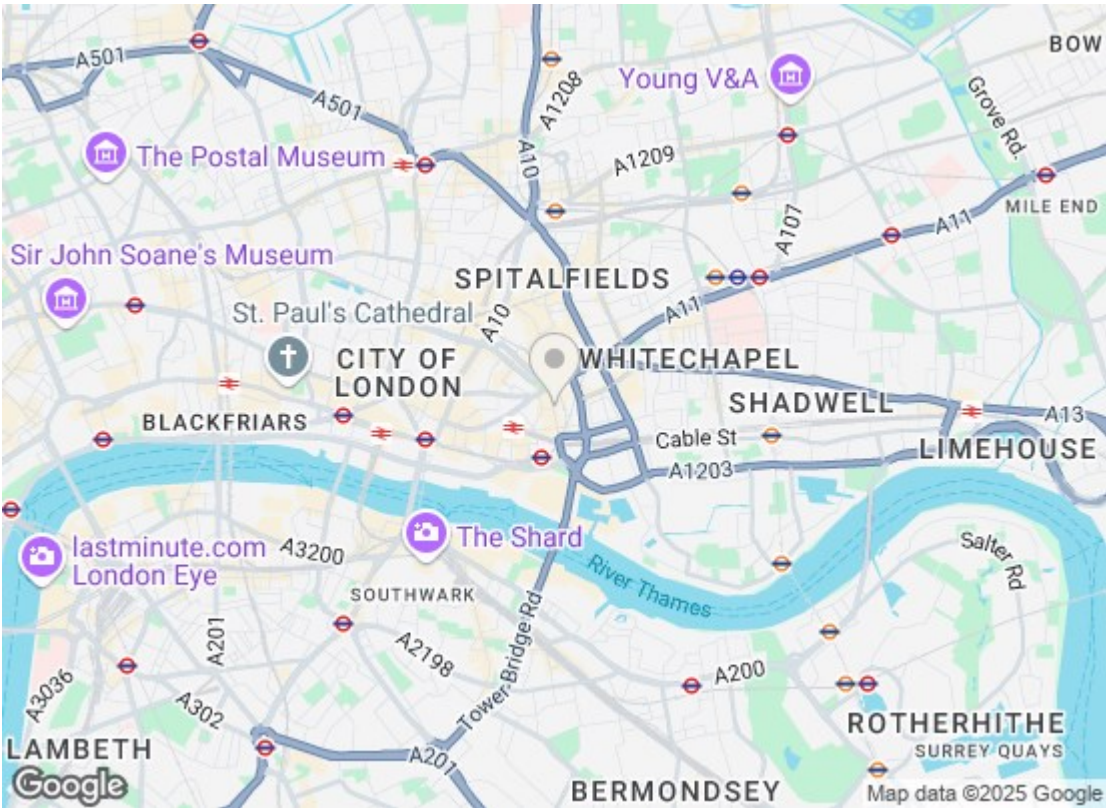 A501
A1208
Young V&A
BOW
A501
Grove Rd.
The Postal Museum
A10
A1209
MILE END
A107
A11
Sir John Soane's Museum
SPITALFIELDS
St. Paul's Cathedral
A10
A11
CITY OF
LONDON
WHITECHAPEL
SHADWELL
A13
BLACKFRIARS
Cable St
LIMEHOUSE
A1203
lastminute.com
London Eye
A3200
The Shard
Salter Rd
River Thames
SOUTHWARK
A201
A2198
Tower Bridge Rd
A200
A3036
A302
ROTHERHITHE
SURREY QUAYS
LAMBETH
A201
BERMONDSEY
Google
Map data ©2025 Google